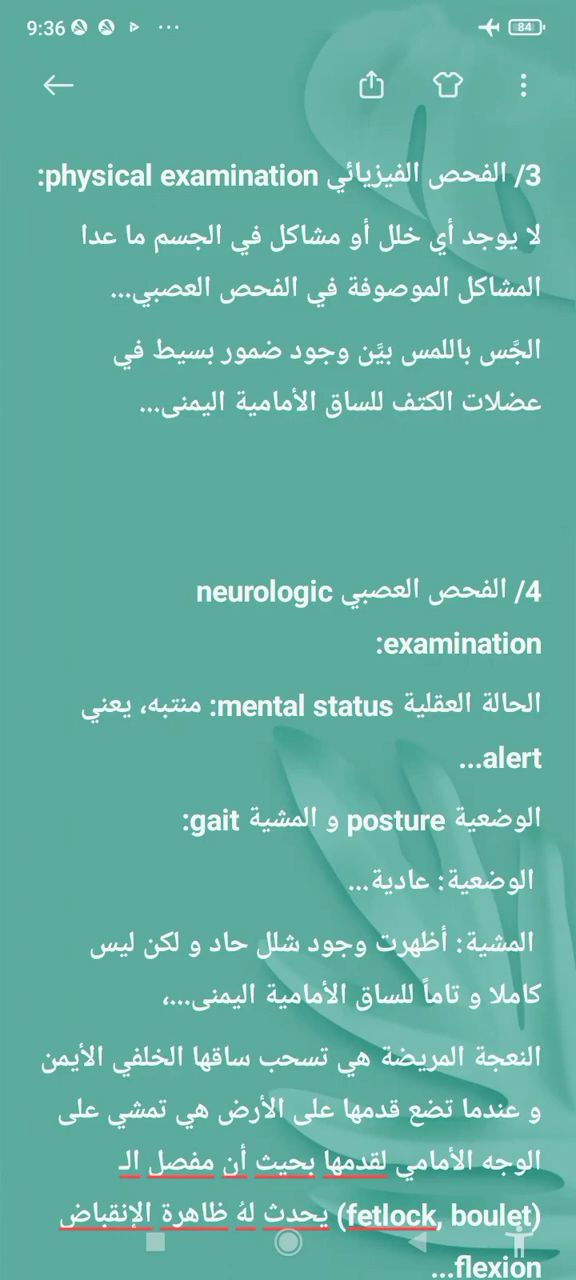 9:36
84
3/ الفحص الفيزيائي physical examination:
لا يوجد أي خلل أو مشاكل في الجسم ما عدا
المشاكل الموصوفة في الفحص العصبي...
الجَّس باللمس بيَّن وجود ضمور بسيط في
عضلات الكتف للساق الأمامية اليمنى...
4/ الفحص العصبي neurologic
examination:
الحالة العقلية mental status: منتبه، يعني
alert...
الوضعية posture و المشية gait:
الوضعية: عادية...
المشية: أظهرت وجود شلل حاد و لكن ليس
كاملا و تاماً للساق الأمامية اليمنى...،
النعجة المريضة هي تسحب ساقها الخلفي الأيمن
و عندما تضع قدمها على الأرض هي تمشي على
الوجه الأمامي لقدمها بحيث أن مفصل الـ
(fetlock, boulet) يحدث لهُ ظاهرة الإنقباض
flexion...